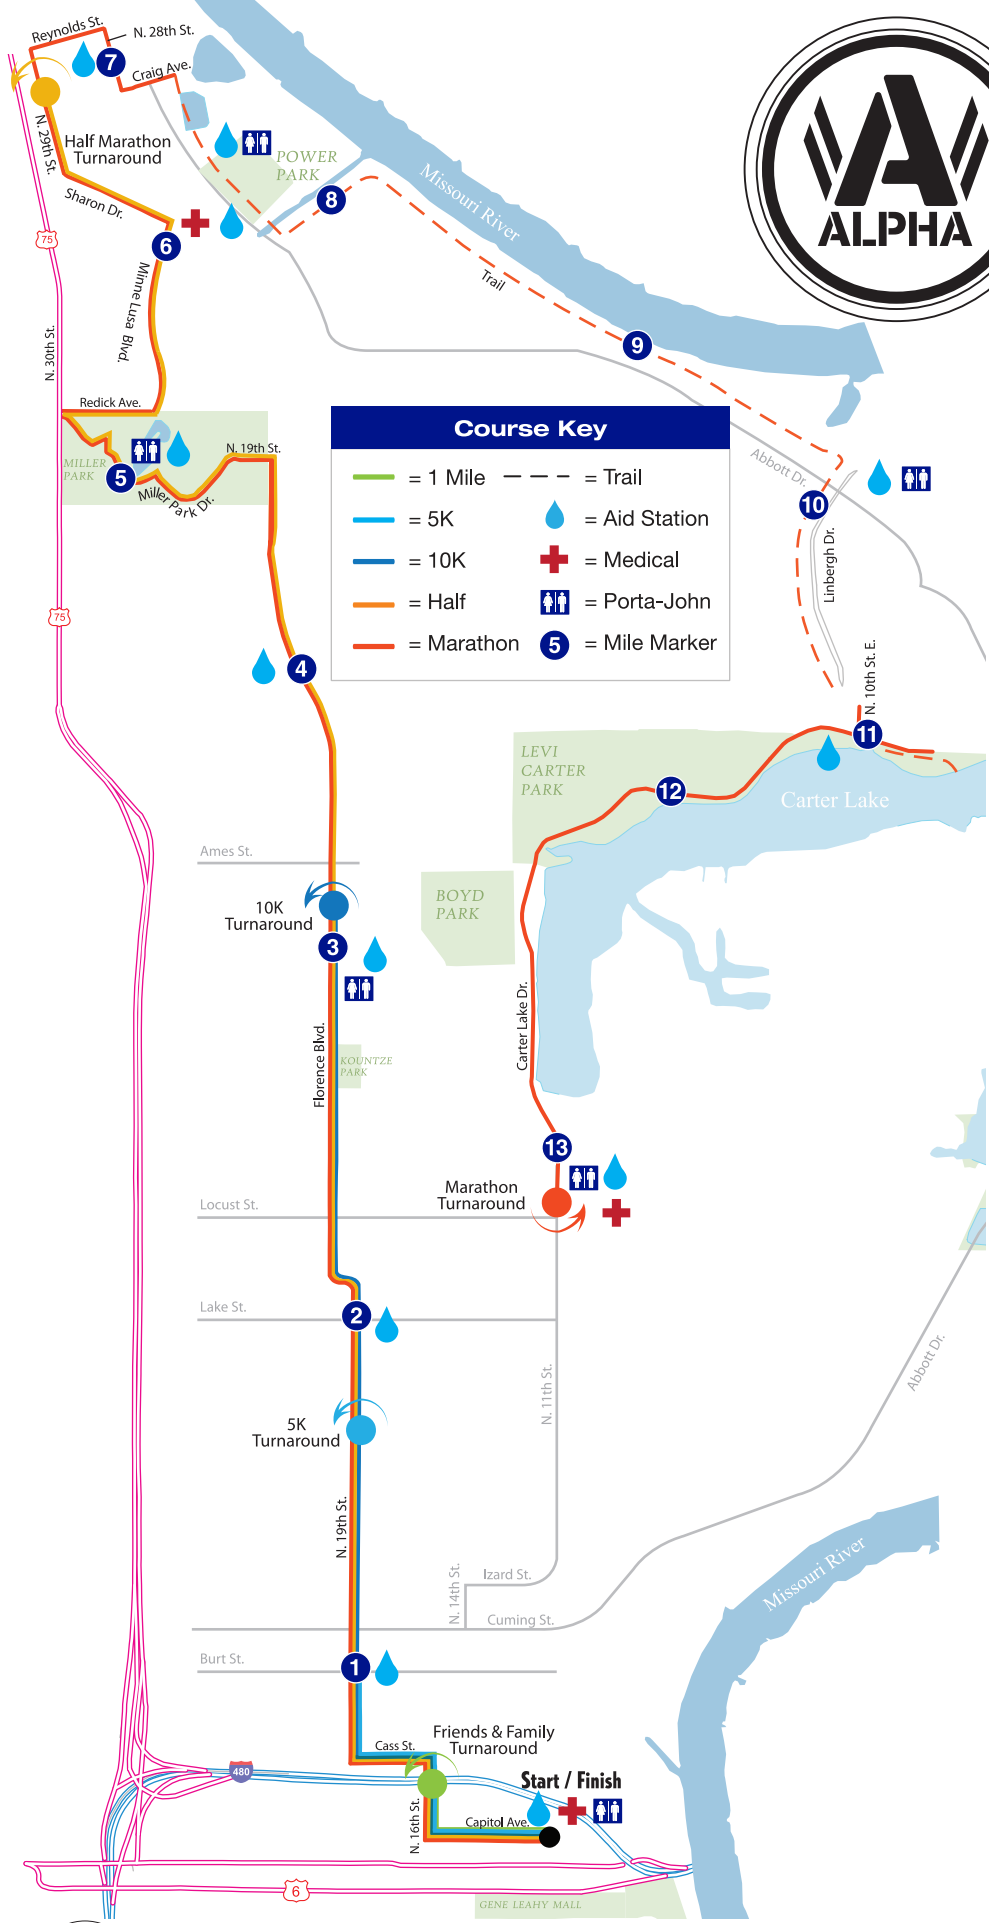 Reynolds St.
N. 28th St.
7
Craig Ave.
N. 29th St.
Half Marathon
Turnaround
Sharon Dr.
POWER
PARK
8
Missouri River
Trail
ALPHA
75
6
Minne Lusa Blvd.
N. 30th St.
9
Redick Ave.
MILLER
PARK
5
Miller Park Dr.
N. 19th St.
Course Key
= 1 Mile
= Trail
= 5K
= Aid Station
= 10K
= Medical
= Half
= Porta-John
= Marathon
5
= Mile Marker
Abbott Dr.
10
Linbergh Dr.
75
4
N. 10th St. E.
11
LEVI
CARTER
PARK
12
Carter Lake
Ames St.
10K
Turnaround
3
BOYD
PARK
Florence Blvd.
KOUNTZE
PARK
Carter Lake Dr.
13
Marathon
Turnaround
Locust St.
Lake St.
2
N. 11th St.
Abbott Dr.
5K
Turnaround
N. 19th St.
Izard St.
N. 14th St.
Cuming St.
Missouri River
Burt St.
1
Cass St.
Friends & Family
Turnaround
480
Start / Finish
N. 16th St.
Capitol Ave.
6
GENE LEAHY MALL